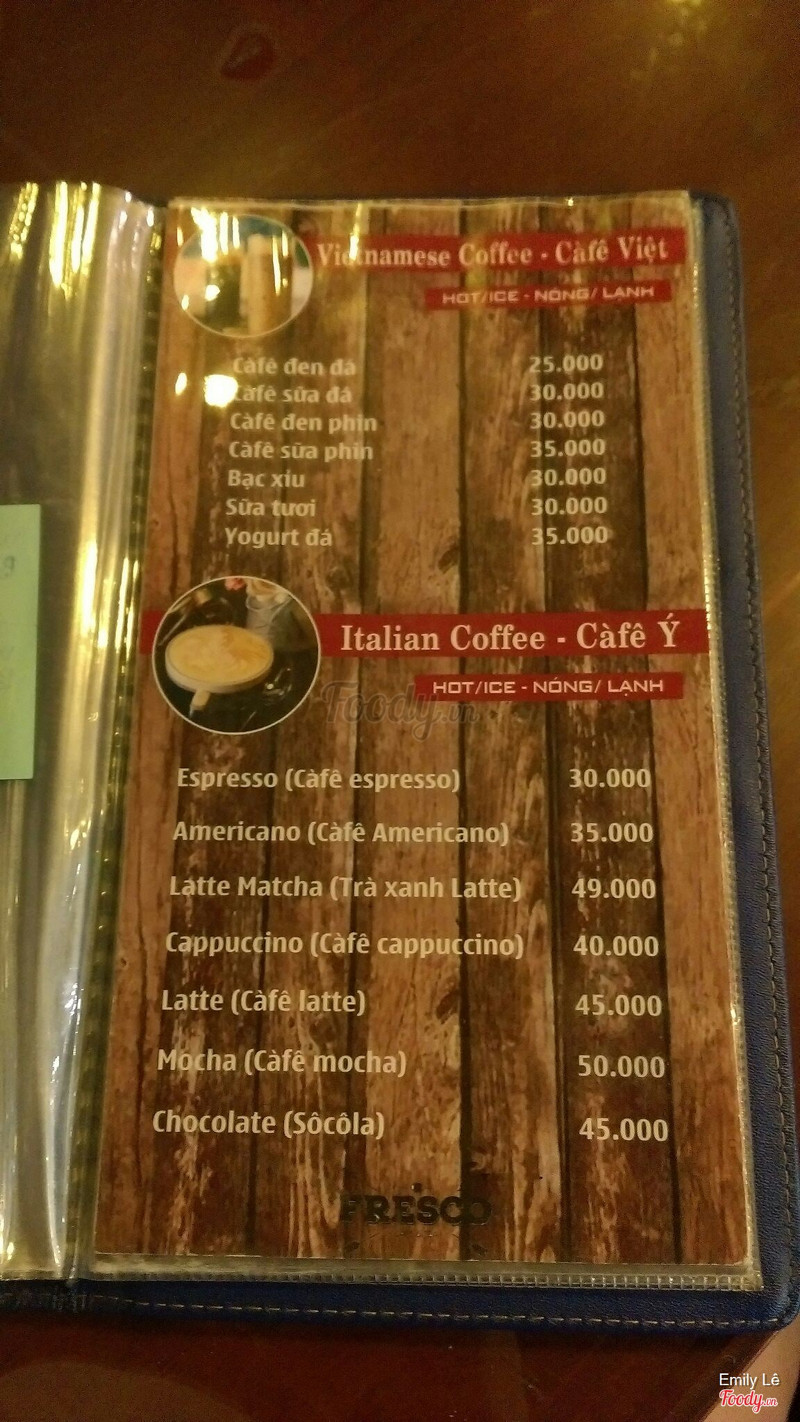 Vietnamese Coffee - Càfê Việt
HOT/ICE - NÓNG/ LẠNH
Càfê đen đá 25.000
Càfê sữa đá 30.000
Càfê đen phin 30.000
Càfê sữa phin 35.000
Bạc xíu 30.000
Sữa tươi 30.000
Yogurt đá 35.000
Italian Coffee - Càfê Ý
HOT/ICE - NÓNG/ LẠNH
Foody.vn
Espresso (Càfê espresso) 30.000
Americano (Càfê Americano) 35.000
Latte Matcha (Trà xanh Latte) 49.000
Cappuccino (Càfê cappuccino) 40.000
Latte (Càfê latte) 45.000
Mocha (Càfê mocha) 50.000
Chocolate (Sôcôla) 45.000
FRESCO
Emily Lê
Foody.vn